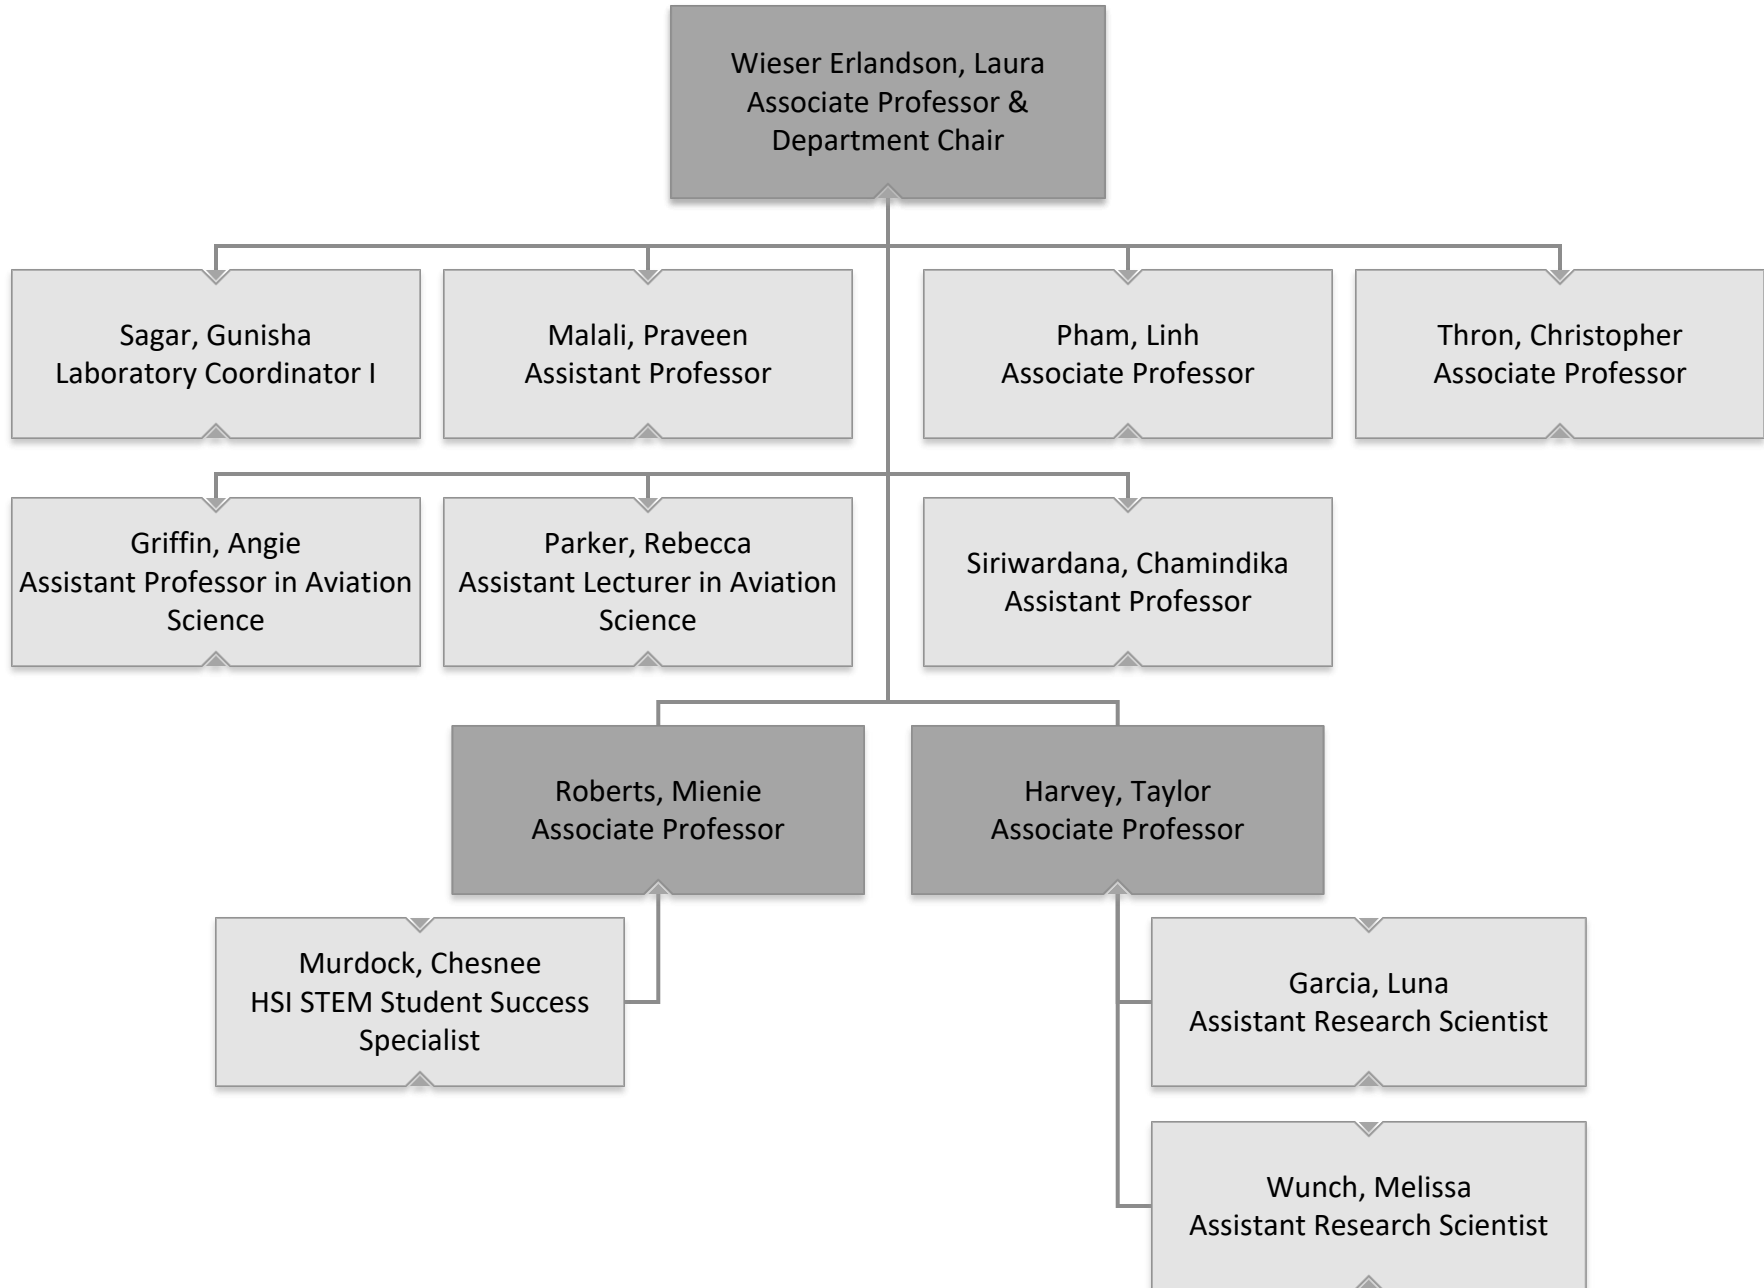 Wieser Erlandson, Laura
Associate Professor &
Department Chair
Sagar, Gunisha
Laboratory Coordinator I
Malali, Praveen
Assistant Professor
Pham, Linh
Associate Professor
Thron, Christopher
Associate Professor
Griffin, Angie
Assistant Professor in Aviation
Science
Parker, Rebecca
Assistant Lecturer in Aviation
Science
Siriwardana, Chamindika
Assistant Professor
Roberts, Mienie
Associate Professor
Harvey, Taylor
Associate Professor
Murdock, Chesnee
HSI STEM Student Success
Specialist
Garcia, Luna
Assistant Research Scientist
Wunch, Melissa
Assistant Research Scientist